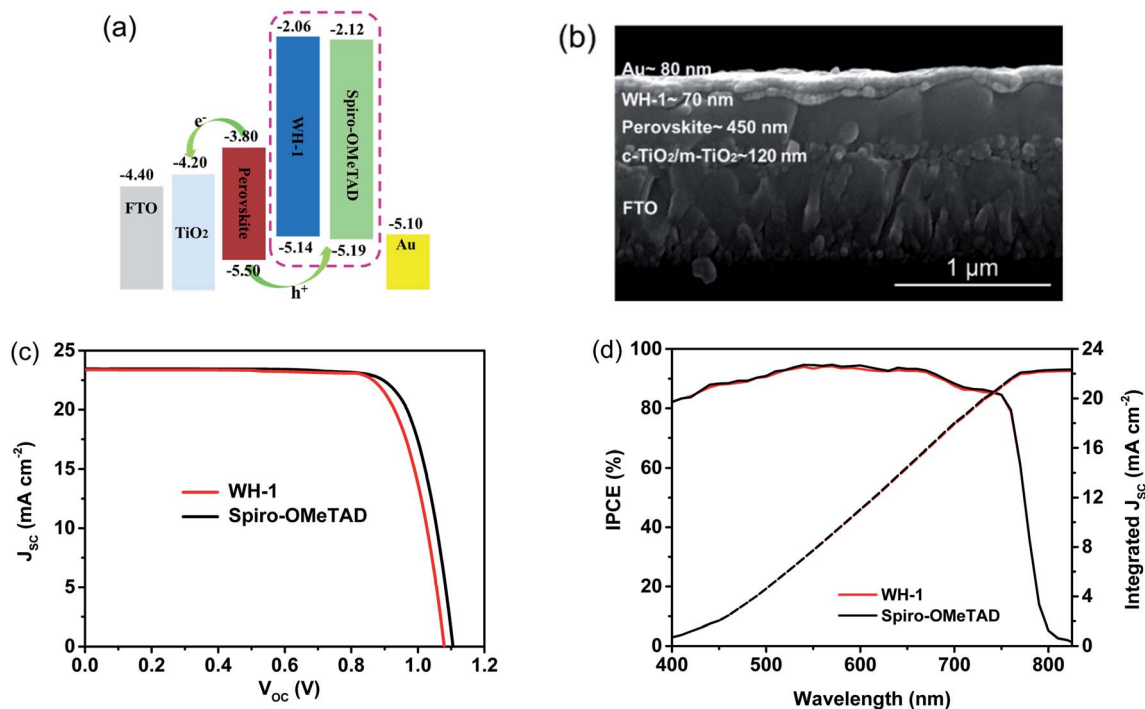 (a)
-2.06
-2.12
WH-1
Spiro-OMeTAD
e-
-3.80
-4.20
-4.40
FTO
TiO2
Perovskite
-5.14
-5.19
-5.10
Au
-5.50
h+
(b)
Au~ 80 nm
WH-1~ 70 nm
Perovskite~ 450 nm
c-TiO2/m-TiO2~120 nm
FTO
1 µm
(c)
25
20
15
10
5
0
JSC (mA cm-2)
WH-1
Spiro-OMeTAD
0.0 0.2 0.4 0.6 0.8 1.0 1.2
VOC (V)
(d)
100
80
60
40
20
0
IPCE (%)
24
20
16
12
8
4
0
Integrated JSC (mA cm-2)
WH-1
Spiro-OMeTAD
400 500 600 700 800
Wavelength (nm)